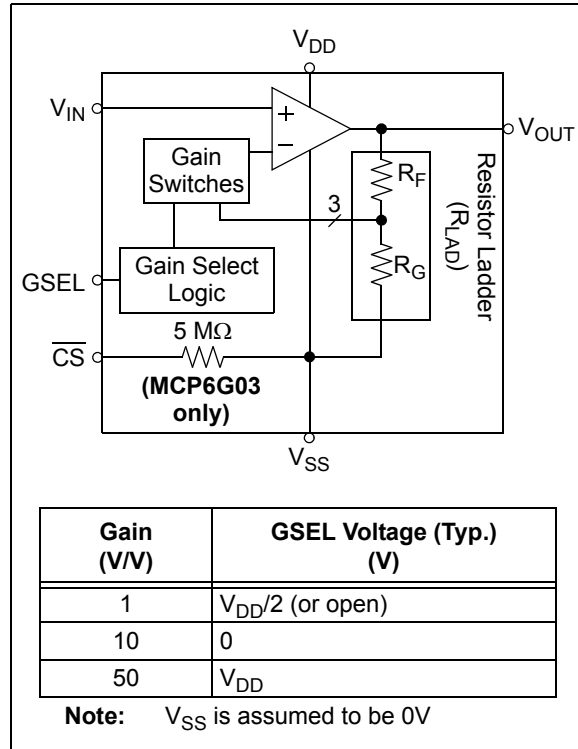 V_DD
V_IN
+
−
V_OUT
Gain
Switches
3
R_F
R_G
Resistor Ladder
(R_LAD)
GSEL
Gain Select
Logic
5 MΩ
C̅S̅
(MCP6G03
only)
V_SS
Gain
(V/V)
GSEL Voltage (Typ.)
(V)
1 V_DD/2 (or open)
10 0
50 V_DD
Note: V_SS is assumed to be 0V